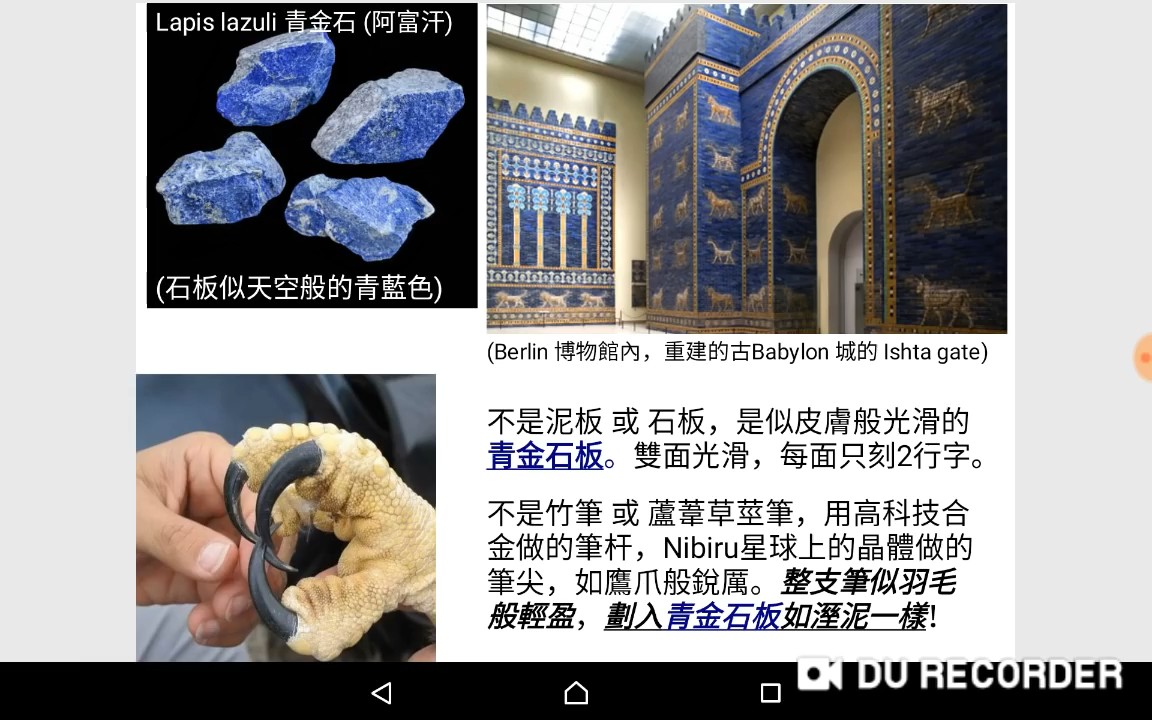 Lapis lazuli 青金石 (阿富汗)
(石板似天空般的青藍色)
(Berlin 博物館內，重建的古Babylon 城的 Ishta gate)
不是泥板 或 石板，是似皮膚般光滑的
青金石板。雙面光滑，每面只刻2行字。
不是竹筆 或 蘆葦草莖筆，用高科技合
金做的筆杆，Nibiru星球上的晶體做的
筆尖，如鷹爪般銳厲。整支筆似羽毛
般輕盈，劃入青金石板如溼泥一樣!
DU RECORDER